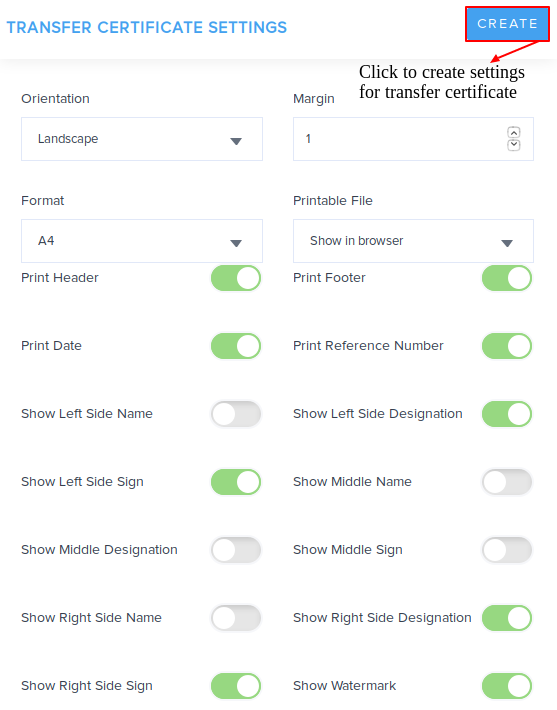 TRANSFER CERTIFICATE SETTINGS
CREATE
Click to create settings
for transfer certificate
Orientation
Margin
Landscape
1
Format
Printable File
A4
Show in browser
Print Header
Print Footer
Print Date
Print Reference Number
Show Left Side Name
Show Left Side Designation
Show Left Side Sign
Show Middle Name
Show Middle Designation
Show Middle Sign
Show Right Side Name
Show Right Side Designation
Show Right Side Sign
Show Watermark